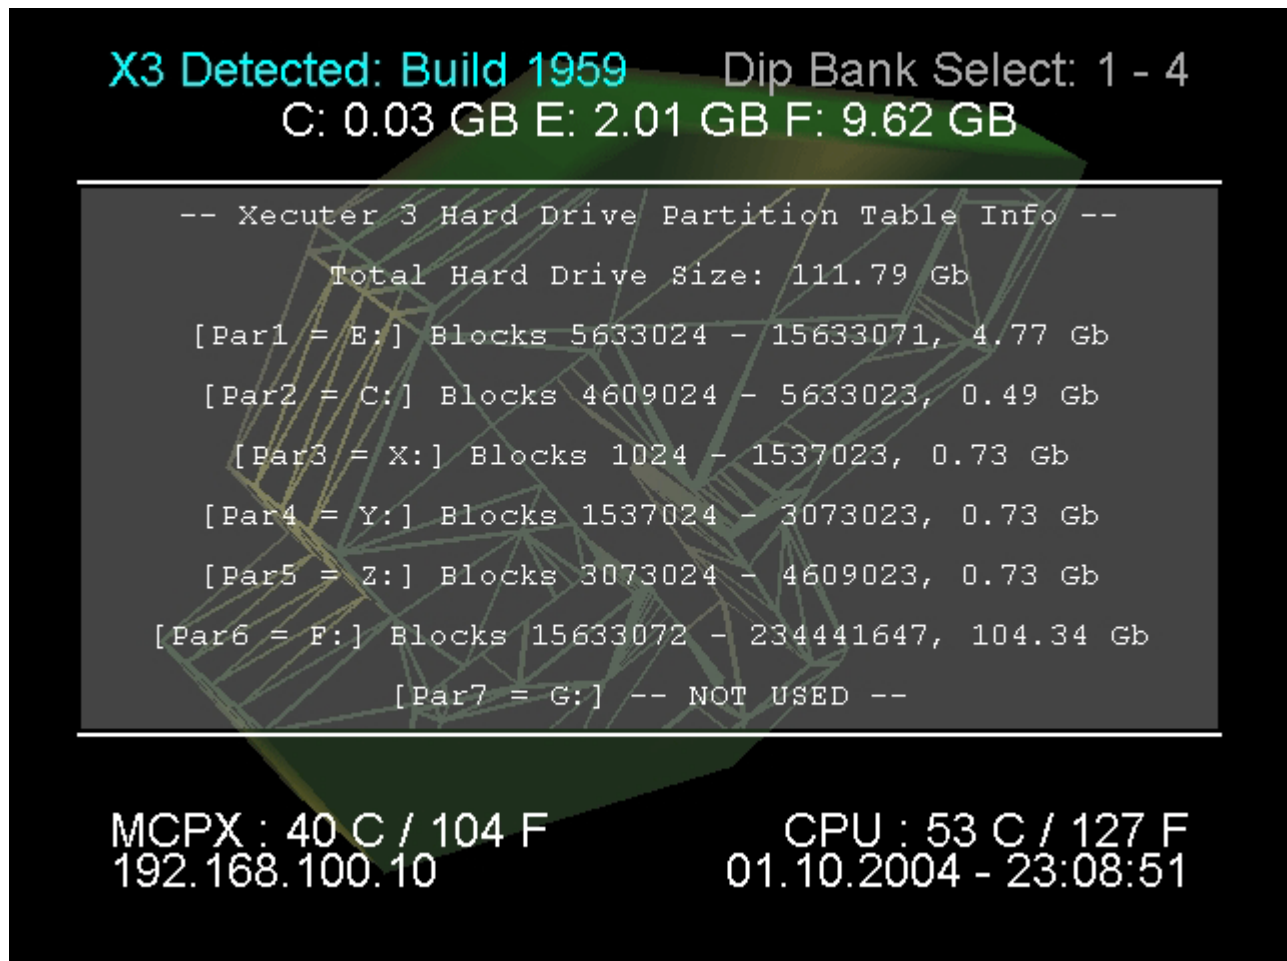 X3 Detected: Build 1959 Dip Bank Select: 1 - 4
C: 0.03 GB E: 2.01 GB F: 9.62 GB
-- Xecuter 3 Hard Drive Partition Table Info --
Total Hard Drive Size: 111.79 Gb
[Par1 = E:] Blocks 5633024 - 15633071, 4.77 Gb
[Par2 = C:] Blocks 4609024 - 5633023, 0.49 Gb
[Par3 = X:] Blocks 1024 - 1537023, 0.73 Gb
[Par4 = Y:] Blocks 1537024 - 3073023, 0.73 Gb
[Par5 = Z:] Blocks 3073024 - 4609023, 0.73 Gb
[Par6 = F:] Blocks 15633072 - 234441647, 104.34 Gb
[Par7 = G:] -- NOT USED --
MCPX : 40 C / 104 F CPU : 53 C / 127 F
192.168.100.10 01.10.2004 - 23:08:51